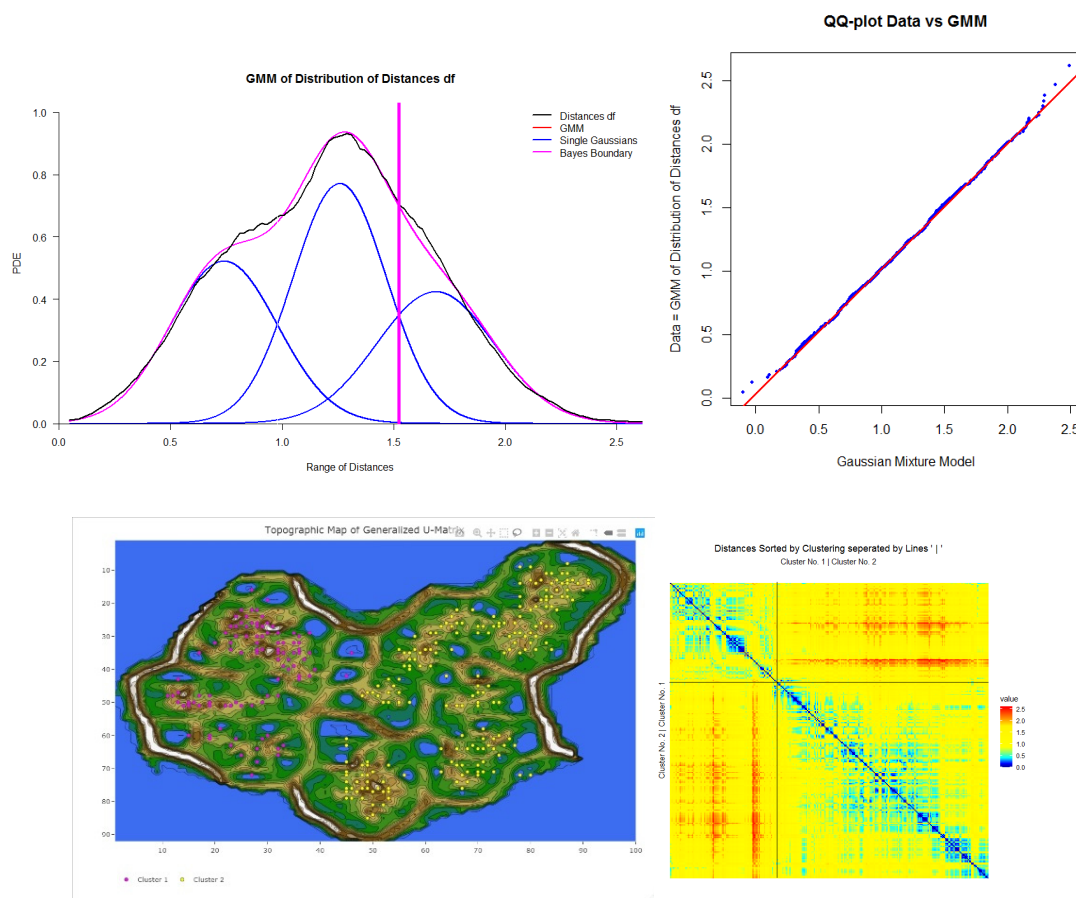 GMM of Distribution of Distances df
PDE
1.0
0.8
0.6
0.4
0.2
0.0
0.0 0.5 1.0 1.5 2.0 2.5
Range of Distances
Distances df
GMM
Single Gaussians
Bayes Boundary
QQ-plot Data vs GMM
Data = GMM of Distribution of Distances df
2.5
2.0
1.5
1.0
0.5
0.0
0.0 0.5 1.0 1.5 2.0 2.5
Gaussian Mixture Model
Topographic Map of Generalized U-Matrix
10
20
30
40
50
60
70
80
90
10 20 30 40 50 60 70 80 90 100
Cluster 1 Cluster 2
Distances Sorted by Clustering seperated by Lines ' | '
Cluster No. 1 | Cluster No. 2
Cluster No. 2 | Cluster No. 1
value
2.5
2.0
1.5
1.0
0.5
0.0